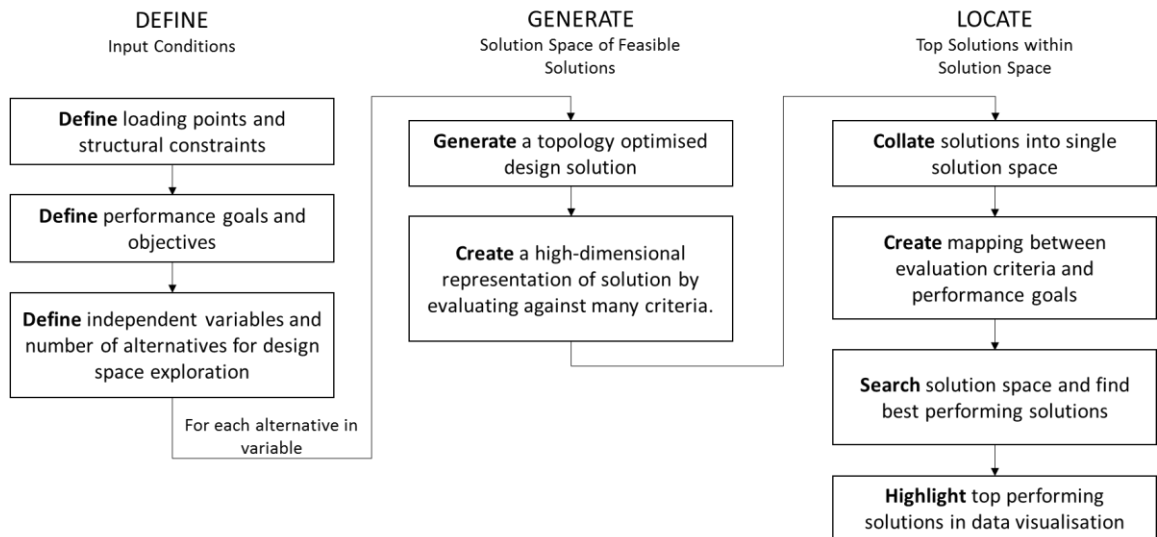 DEFINE
Input Conditions
Define loading points and
structural constraints
Define performance goals and
objectives
Define independent variables and
number of alternatives for design
space exploration
For each alternative in
variable
GENERATE
Solution Space of Feasible
Solutions
Generate a topology optimised
design solution
Create a high-dimensional
representation of solution by
evaluating against many criteria.
LOCATE
Top Solutions within
Solution Space
Collate solutions into single
solution space
Create mapping between
evaluation criteria and
performance goals
Search solution space and find
best performing solutions
Highlight top performing
solutions in data visualisation